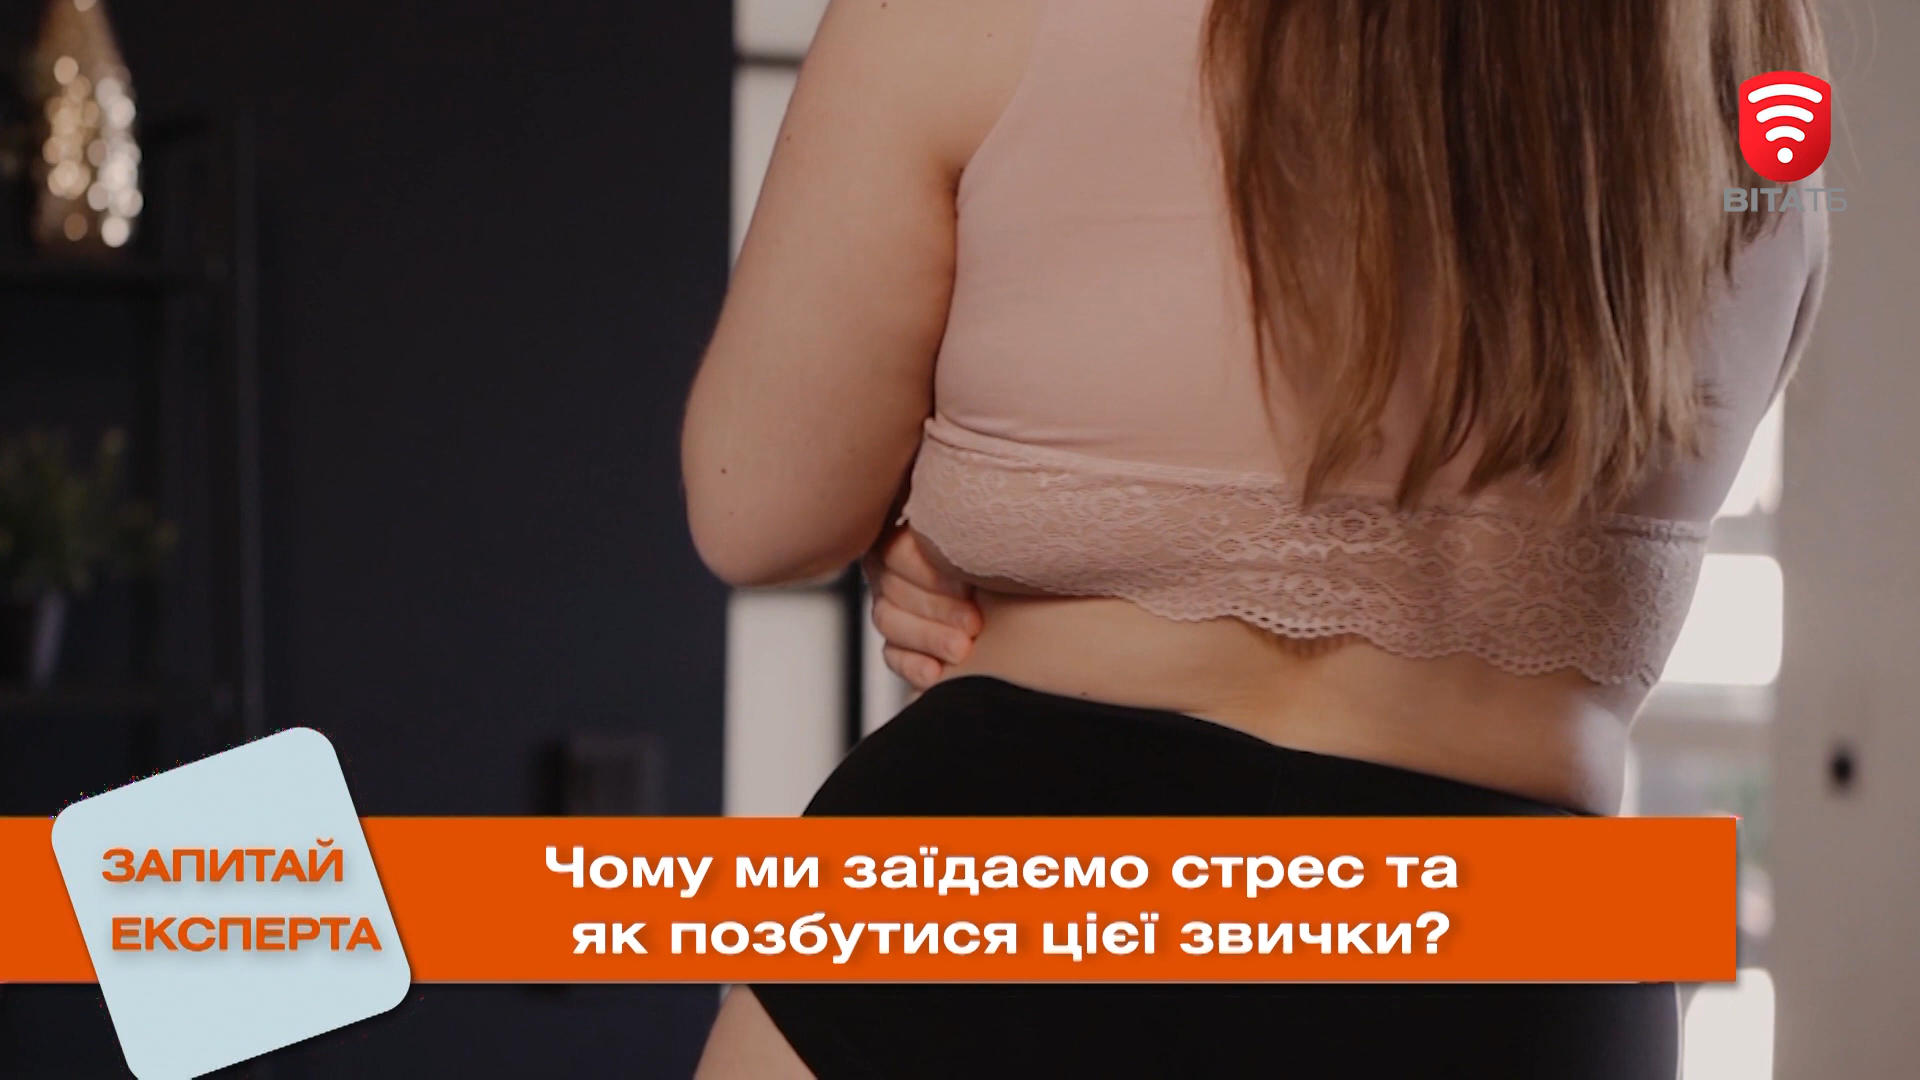 ВІТАТБ
ЗАПИТАЙ
ЕКСПЕРТА
Чому ми заїдаємо стрес та
як позбутися цієї звички?